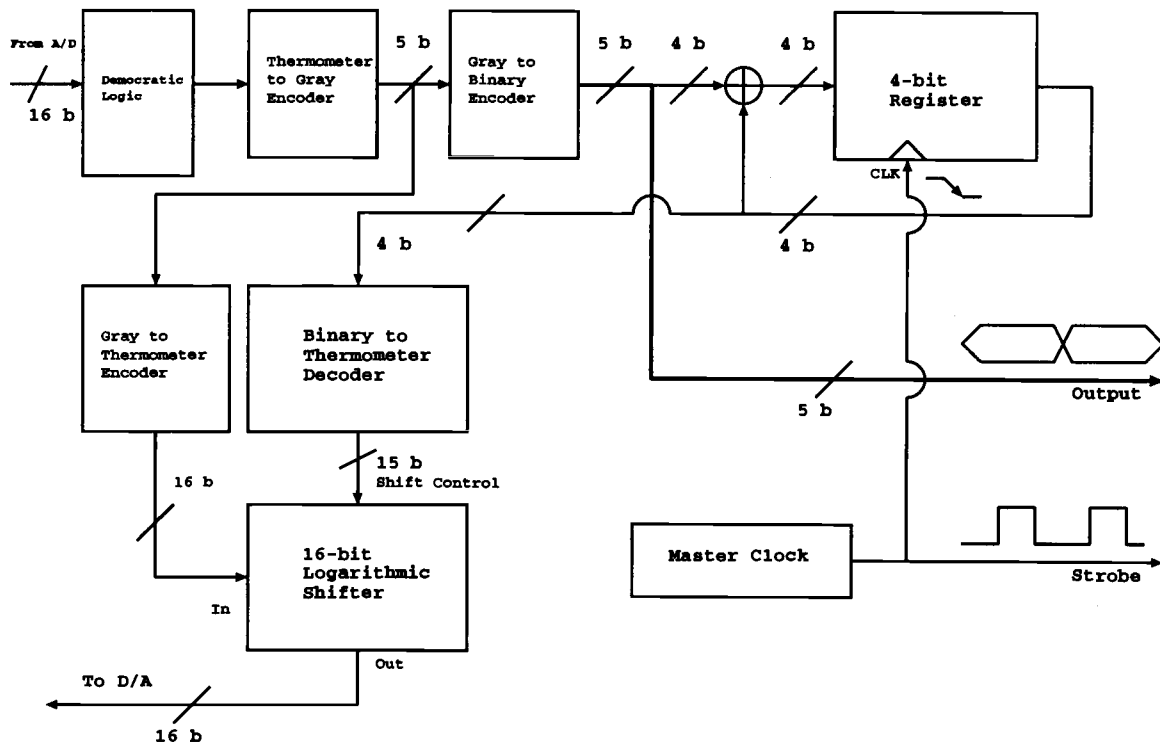 From A/D
16 b
Democratic
Logic
Thermometer
to Gray
Encoder
5 b
Gray to
Binary
Encoder
5 b
4 b
4 b
4-bit
Register
CLK
4 b
4 b
Gray to
Thermometer
Encoder
Binary to
Thermometer
Decoder
5 b
Output
16 b
15 b
Shift Control
16-bit
Logarithmic
Shifter
In
Out
Master Clock
Strobe
To D/A
16 b